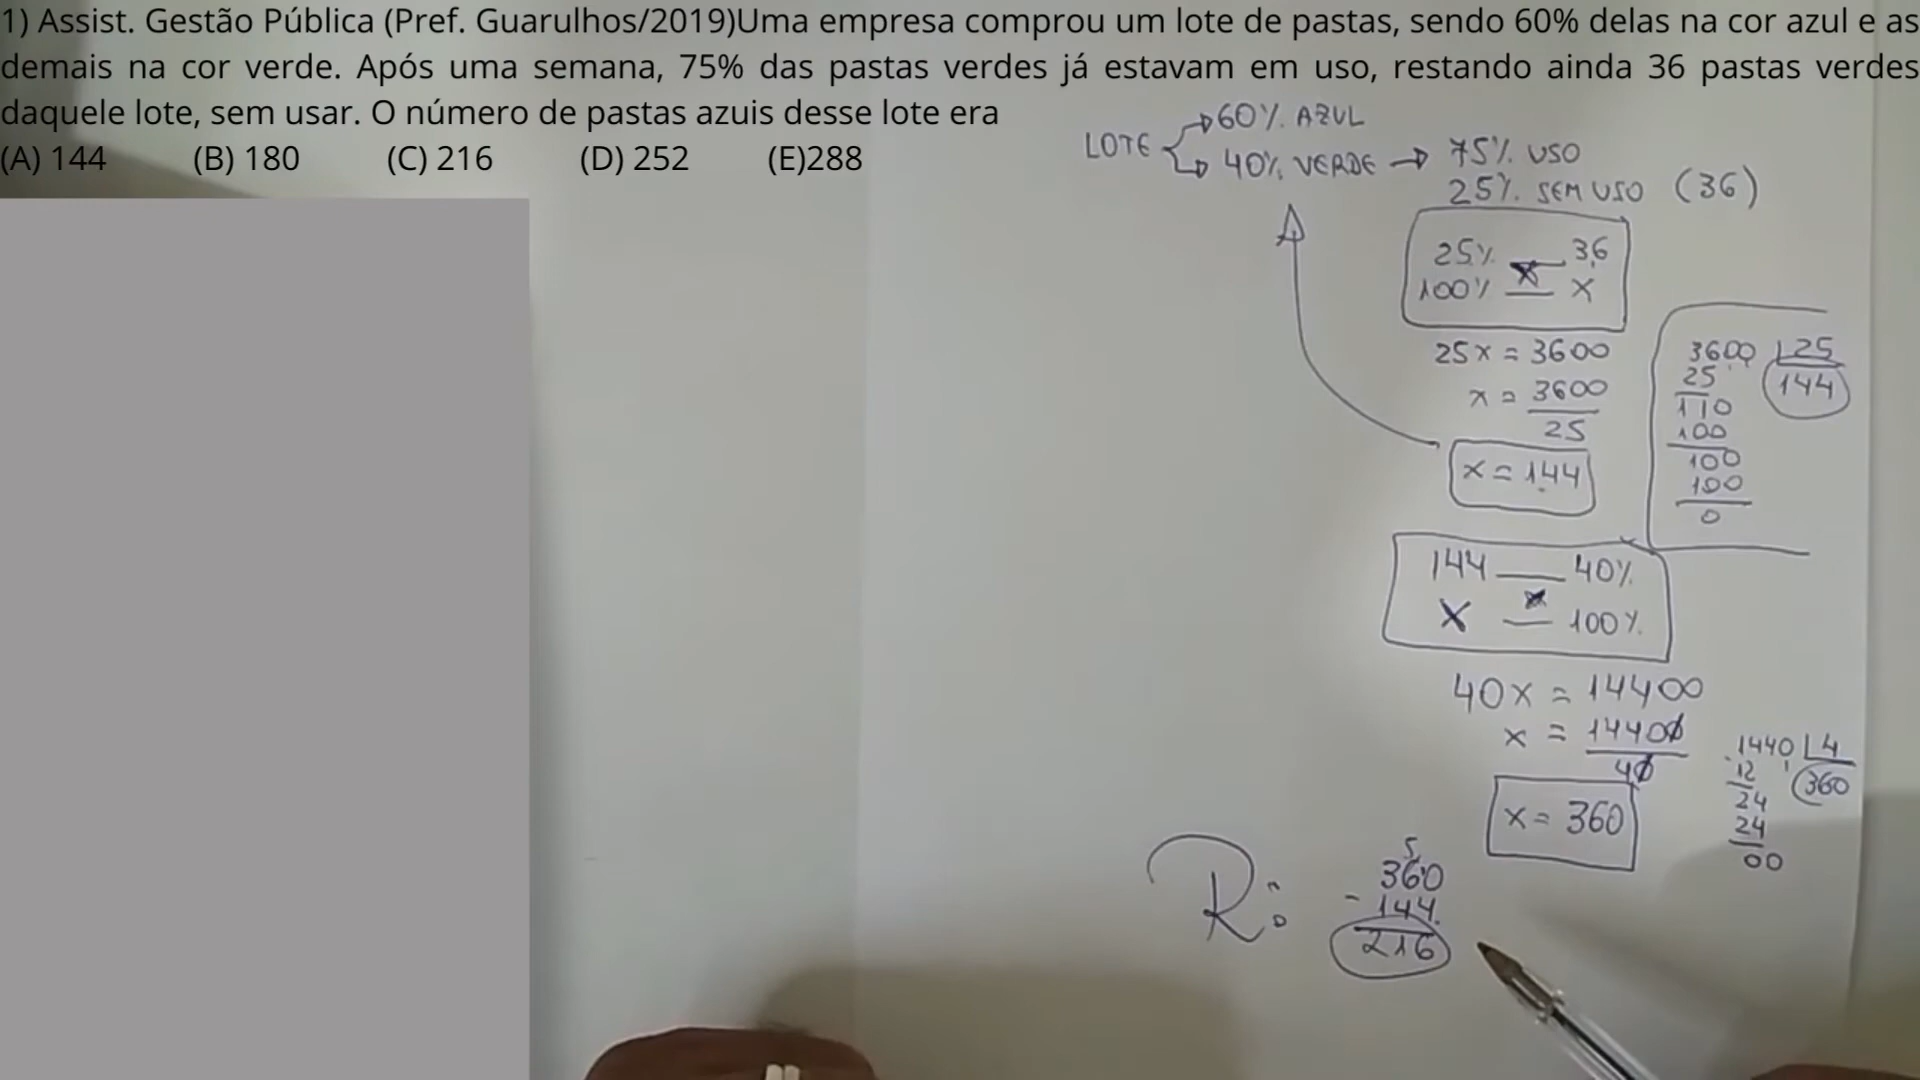 1) Assist. Gestão Pública (Pref. Guarulhos/2019)Uma empresa comprou um lote de pastas, sendo 60% delas na cor azul e as
demais na cor verde. Após uma semana, 75% das pastas verdes já estavam em uso, restando ainda 36 pastas verdes
daquele lote, sem usar. O número de pastas azuis desse lote era
(A) 144 (B) 180 (C) 216 (D) 252 (E)288
LOTE
60% AZUL
40% VERDE → 75% USO
25% SEM USO (36)
25% — 36
100% — X
25x = 3600
x = 3600
25
x = 144
3600 25
25 144
110
100
100
100
0
144 — 40%
X — 100%
40x = 14400
x = 14400
40
x = 360
1440 4
12 360
24
24
00
R:
5
360
- 144
216